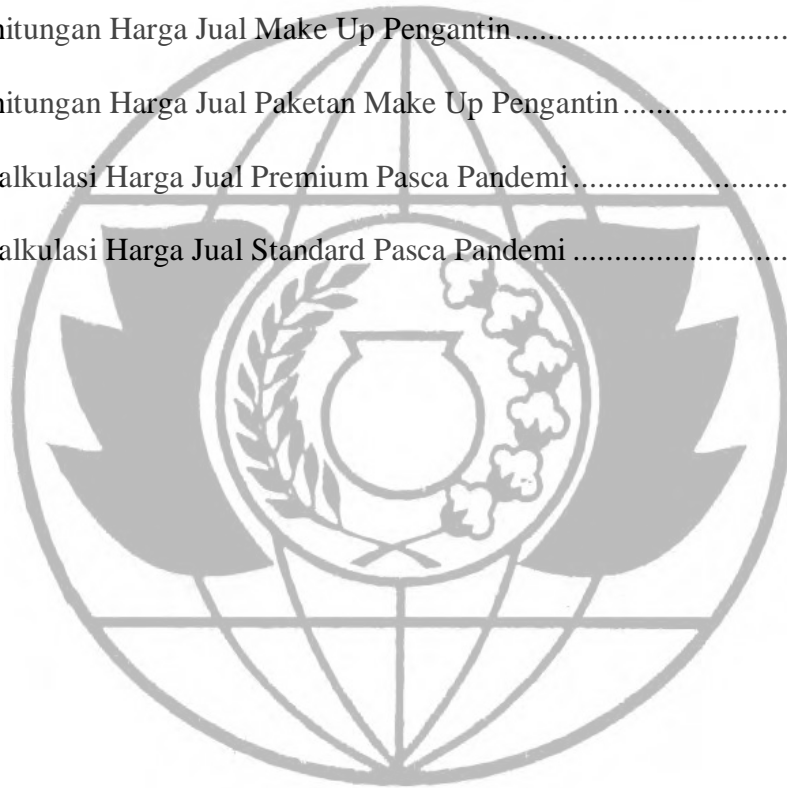 hitungan Harga Jual Make Up Pengantin................................
hitungan Harga Jual Paketan Make Up Pengantin....................
alkulasi Harga Jual Premium Pasca Pandemi..........................
alkulasi Harga Jual Standard Pasca Pandemi ..........................